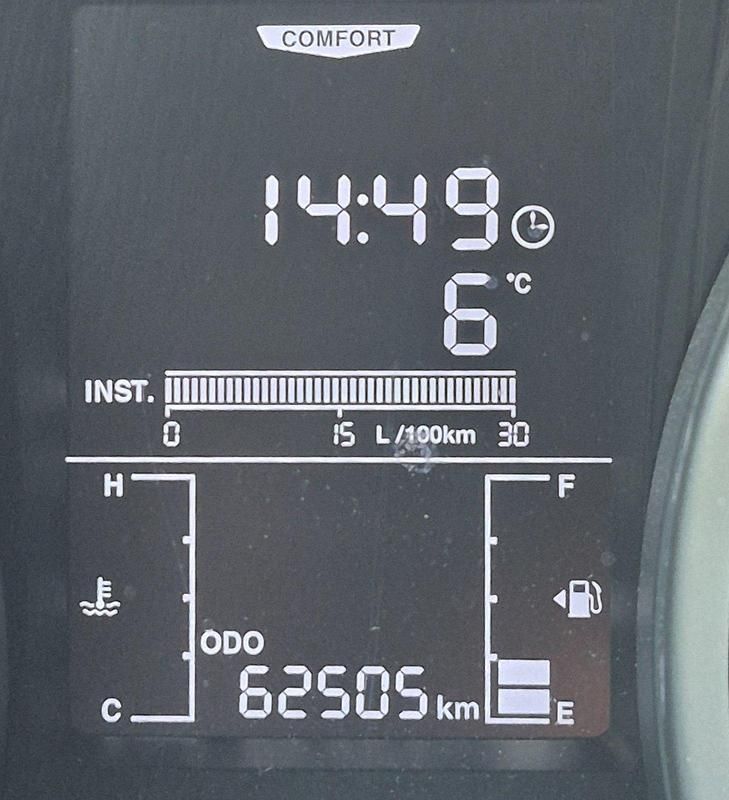 COMFORT
14:49
6 °C
INST.
0 15 L/100km 30
H F
ODO
62505 km
C E